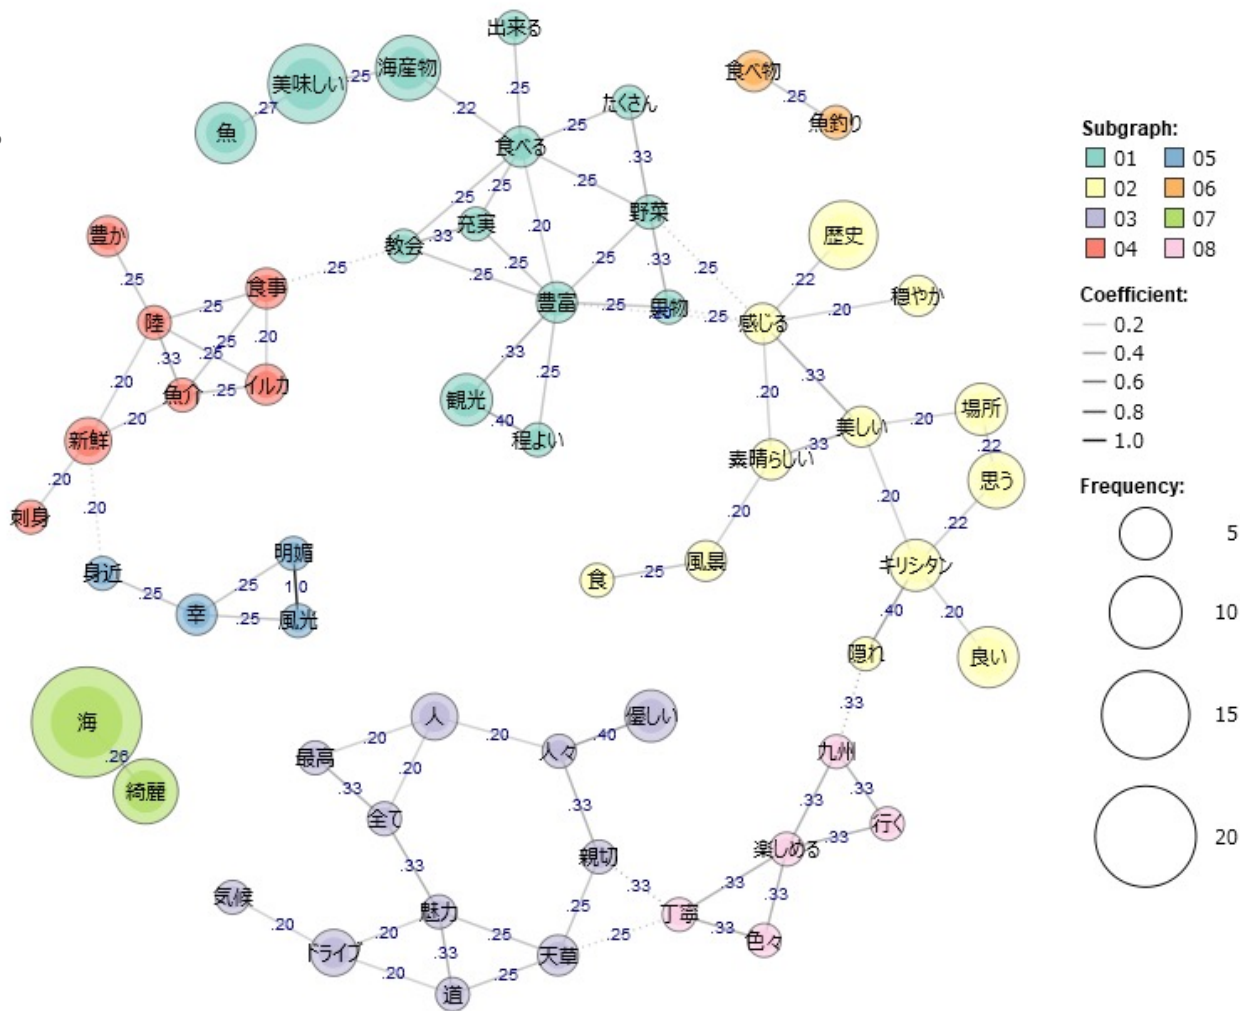 出来る
美味しい
.25
海産物
魚
.27
.22
.25
食べ物
.25
魚釣り
たくさん
.25
.33
食べる
.25
.25
.25
.20
野菜
充実
.33
教会
.25
.25
.25
.33
.25
豊富
.25
果物
.25
.33
.25
観光
.40
程よい
豊か
.25
.25
食事
.25
陸
.25
.25
.20
.33
魚介
.25
イルカ
.20
.20
新鮮
.20
刺身
.20
身近
.25
幸
.25
明媚
1.0
.25
風光
歴史
.22
穏やか
.20
感じる
.20
.33
美しい
.20
場所
.22
思う
素晴らしい
.33
.20
.20
.22
風景
.25
食
キリシタン
.40
.20
隠れ
良い
.33
九州
.33
.33
行く
楽しめる
.33
.33
.33
丁寧
.33
色々
.33
.25
海
.26
綺麗
人
.20
.20
.20
最高
.33
全て
.33
人々
.40
優しい
.33
親切
.25
気候
.20
ドライブ
.20
魅力
.25
.33
.20
道
.25
天草
Subgraph:
01 05
02 06
03 07
04 08
Coefficient:
0.2
0.4
0.6
0.8
1.0
Frequency:
5
10
15
20